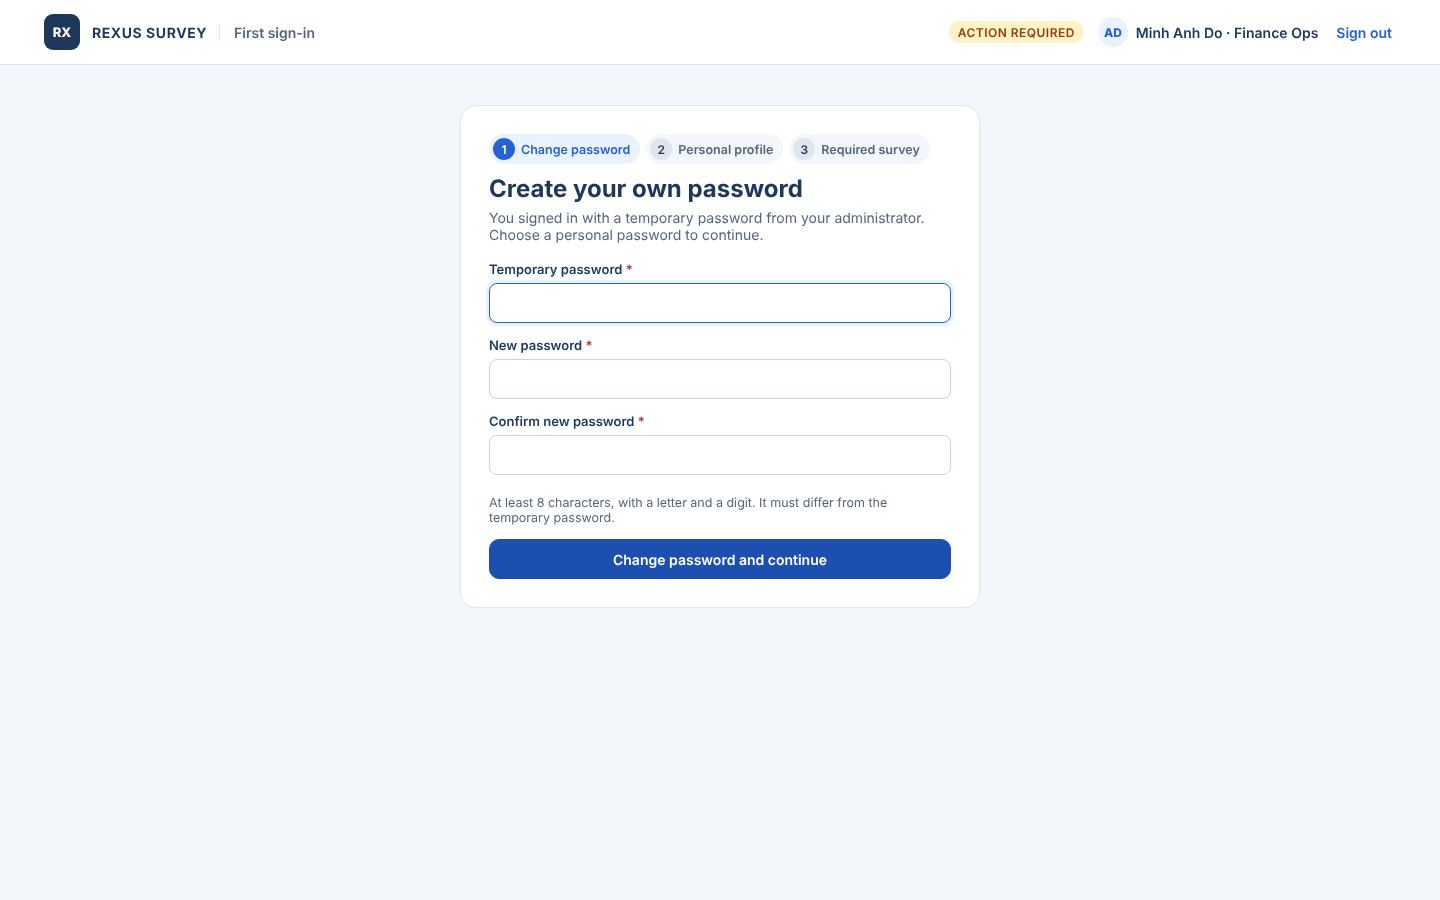 RX REXUS SURVEY First sign-in ACTION REQUIRED AD Minh Anh Do · Finance Ops Sign out
1 Change password 2 Personal profile 3 Required survey
Create your own password
You signed in with a temporary password from your administrator.
Choose a personal password to continue.
Temporary password *
New password *
Confirm new password *
At least 8 characters, with a letter and a digit. It must differ from the
temporary password.
Change password and continue